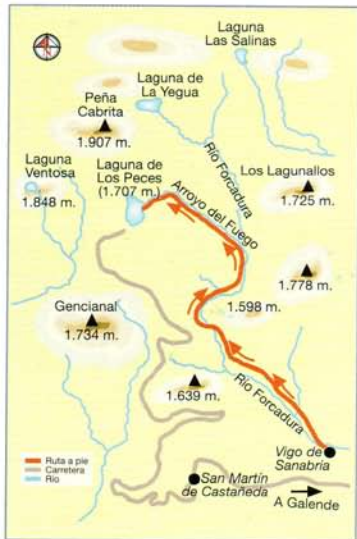 Laguna
Las Salinas
Laguna de
La Yegua
Peña
Cabrita
1.907 m.
Laguna
Ventosa
1.848 m.
Laguna de
Los Peces
(1.707 m.)
Río Forcadura
Arroyo del Fuego
Los Lagunallos
1.725 m.
1.778 m.
1.598 m.
Gencianal
1.734 m.
1.639 m.
Río Forcadura
Vigo de
Sanabria
San Martín
de Castañeda
A Galende
Ruta a pie
Carretera
Río